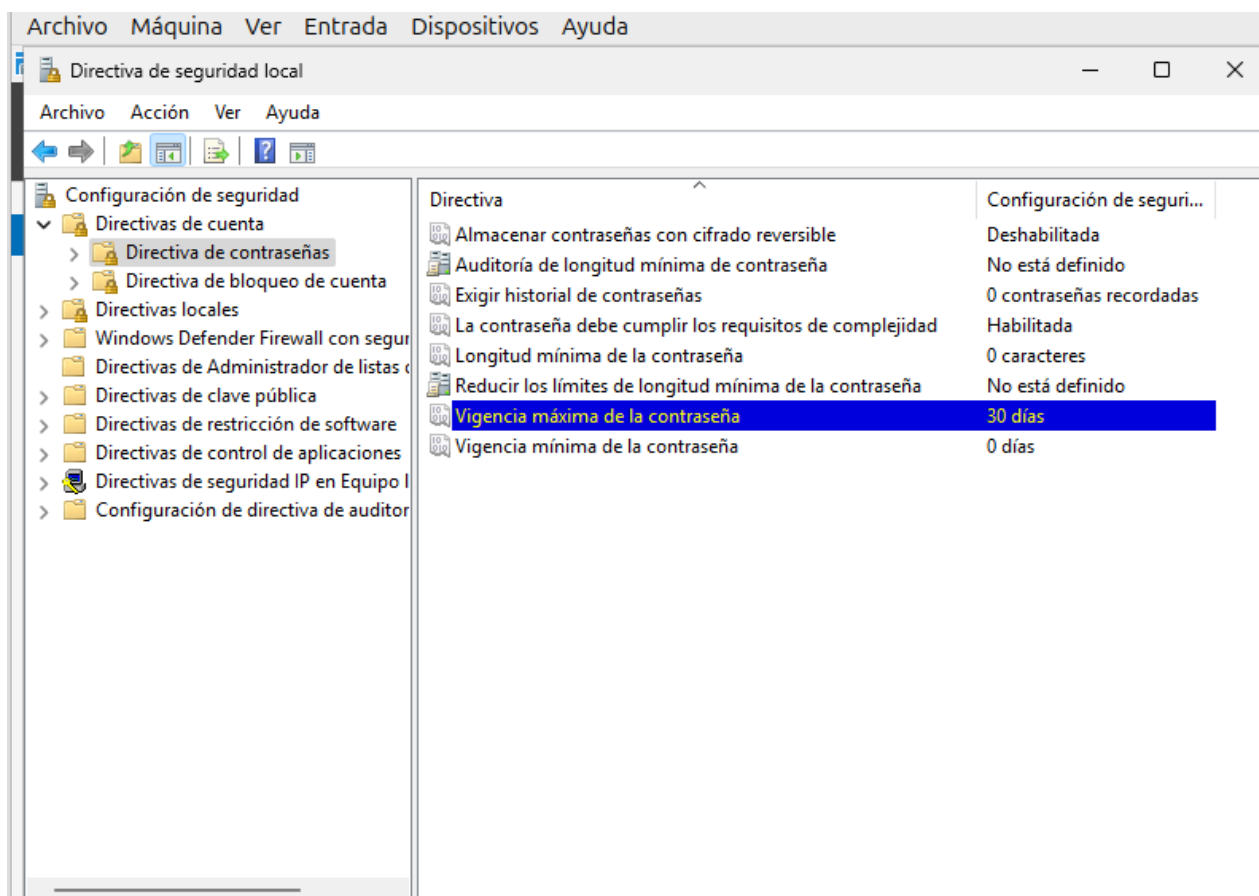 Archivo Máquina Ver Entrada Dispositivos Ayuda
Directiva de seguridad local
Archivo Acción Ver Ayuda
Configuración de seguridad
Directivas de cuenta
Directiva de contraseñas
Directiva de bloqueo de cuenta
Directivas locales
Windows Defender Firewall con segur
Directivas de Administrador de listas
Directivas de clave pública
Directivas de restricción de software
Directivas de control de aplicaciones
Directivas de seguridad IP en Equipo l
Configuración de directiva de auditor
Directiva Configuración de seguri...
Almacenar contraseñas con cifrado reversible Deshabilitada
Auditoría de longitud mínima de contraseña No está definido
Exigir historial de contraseñas 0 contraseñas recordadas
La contraseña debe cumplir los requisitos de complejidad Habilitada
Longitud mínima de la contraseña 0 caracteres
Reducir los límites de longitud mínima de la contraseña No está definido
Vigencia máxima de la contraseña 30 días
Vigencia mínima de la contraseña 0 días